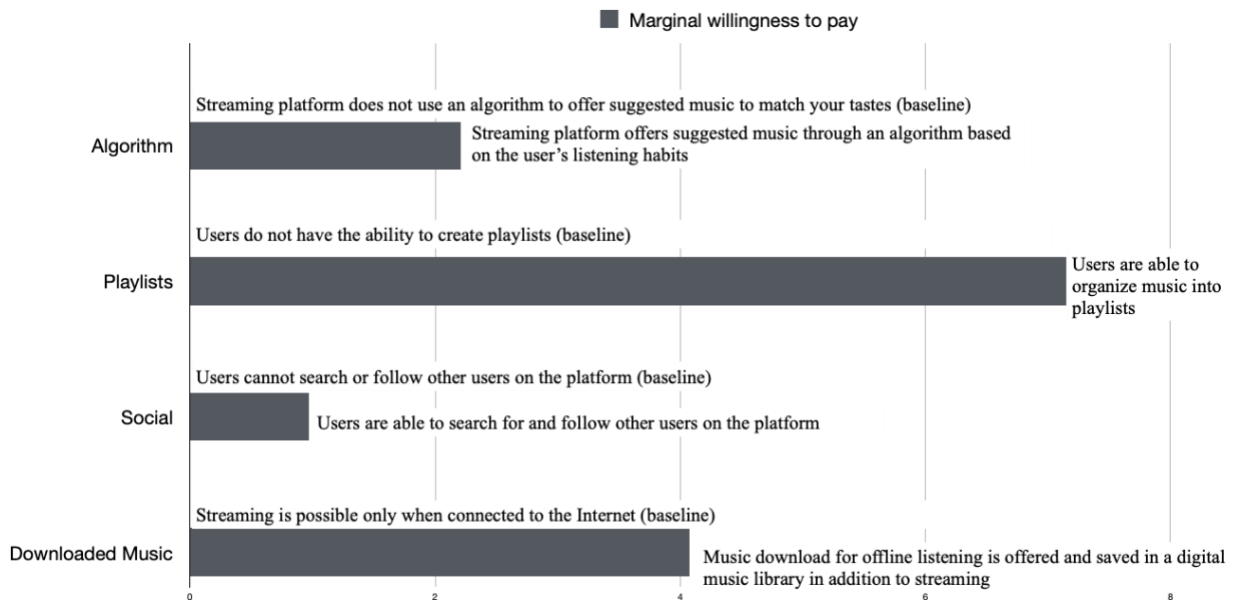 Marginal willingness to pay
Streaming platform does not use an algorithm to offer suggested music to match your tastes (baseline)
Algorithm
Streaming platform offers suggested music through an algorithm based
on the user’s listening habits
Users do not have the ability to create playlists (baseline)
Playlists
Users are able to
organize music into
playlists
Users cannot search or follow other users on the platform (baseline)
Social
Users are able to search for and follow other users on the platform
Streaming is possible only when connected to the Internet (baseline)
Downloaded Music
Music download for offline listening is offered and saved in a digital
music library in addition to streaming
0 2 4 6 8